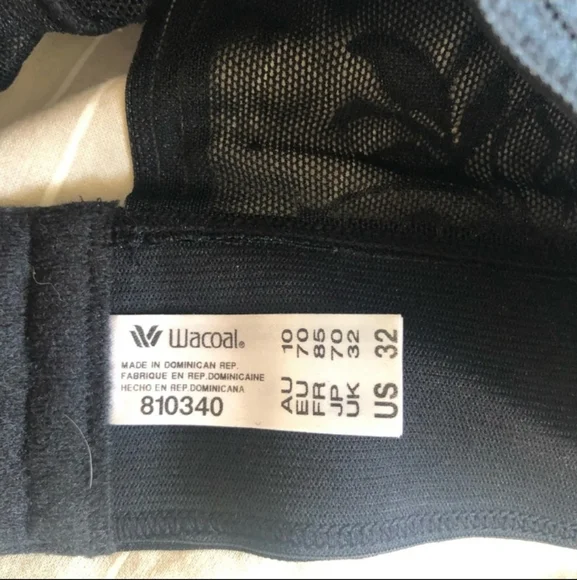 Wacoal®
MADE IN DOMINICAN REP.
FABRIQUE EN REP.DOMINICAINE
HECHO EN REP.DOMINICANA
810340
AU 10
EU 70
FR 85
JP 70
UK 32
US 32